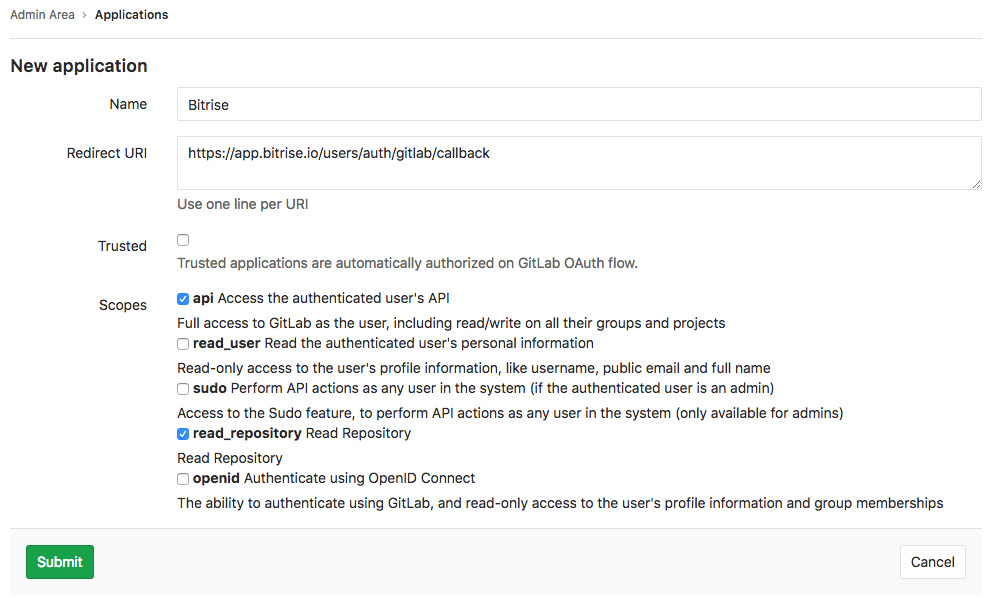 Admin Area › Applications
New application
Name
Bitrise
Redirect URI
https://app.bitrise.io/users/auth/gitlab/callback
Use one line per URI
Trusted
Trusted applications are automatically authorized on GitLab OAuth flow.
Scopes
api Access the authenticated user's API
Full access to GitLab as the user, including read/write on all their groups and projects
read_user Read the authenticated user's personal information
Read-only access to the user's profile information, like username, public email and full name
sudo Perform API actions as any user in the system (if the authenticated user is an admin)
Access to the Sudo feature, to perform API actions as any user in the system (only available for admins)
read_repository Read Repository
Read Repository
openid Authenticate using OpenID Connect
The ability to authenticate using GitLab, and read-only access to the user's profile information and group memberships
Submit
Cancel